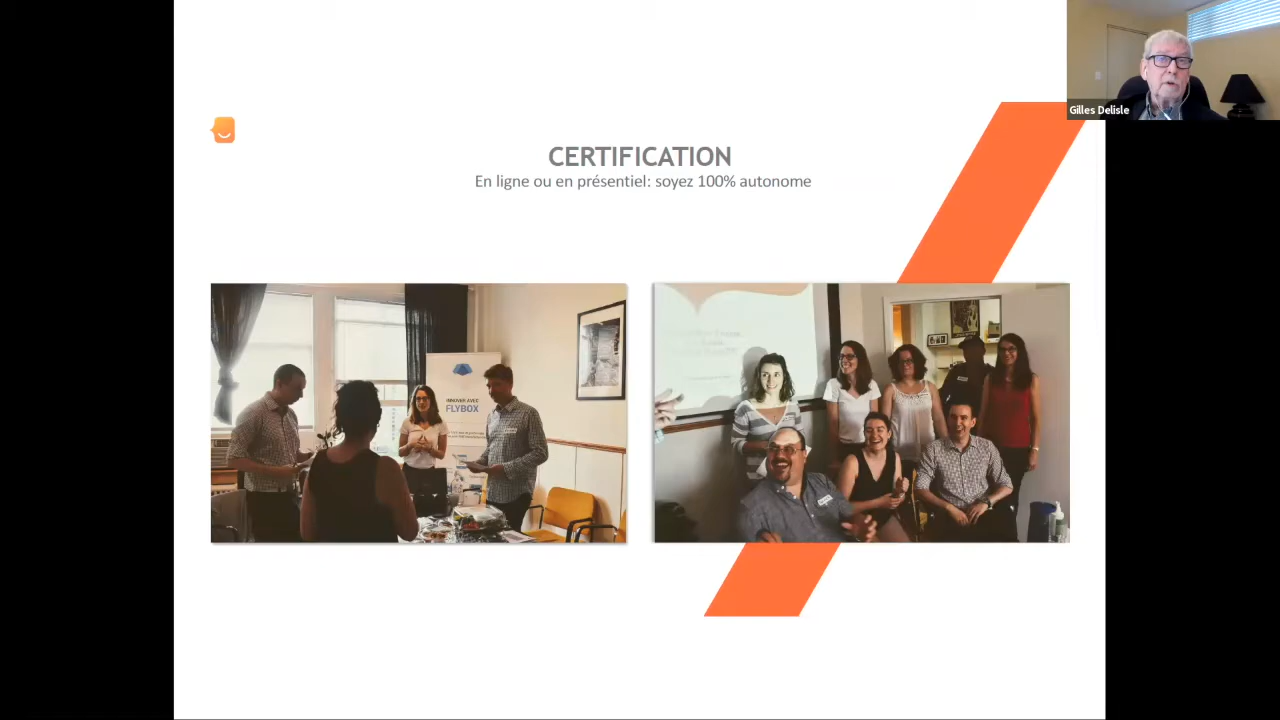 Gilles Delisle
CERTIFICATION
En ligne ou en présentiel: soyez 100% autonome
INNOVER AVEC
FLYBOX